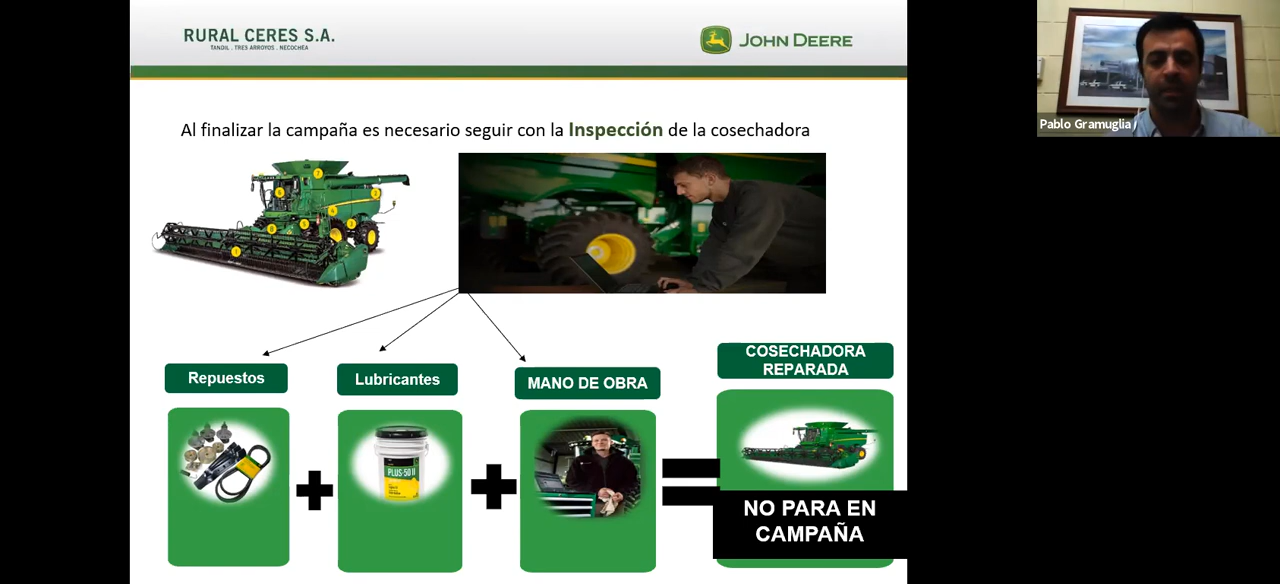 RURAL CERES S.A.
TANDIL . TRES ARROYOS . NECOCHEA
JOHN DEERE
Pablo Gramuglia
Al finalizar la campaña es necesario seguir con la Inspección de la cosechadora
Repuestos
Lubricantes
MANO DE OBRA
COSECHADORA
REPARADA
PLUS-50 II
NO PARA EN
CAMPAÑA